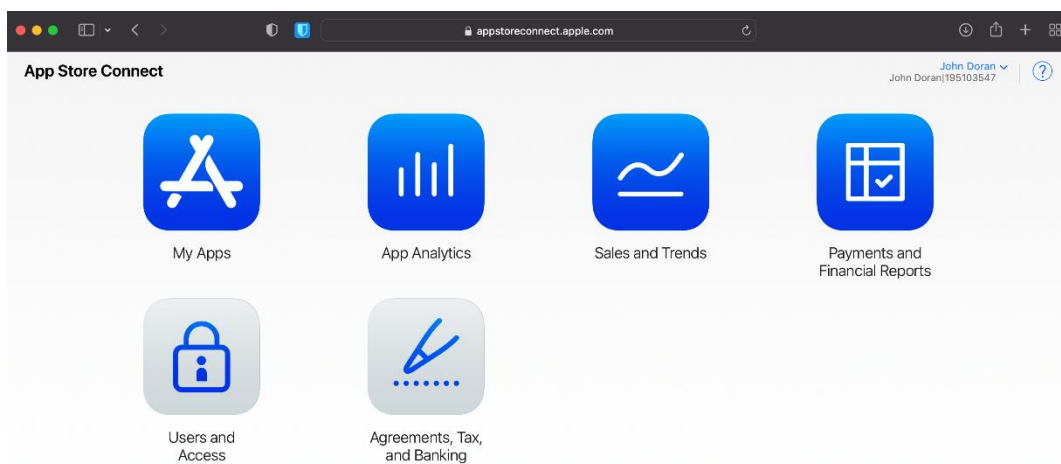 appstoreconnect.apple.com
App Store Connect
John Doran
John Doran|195103547
?
My Apps
App Analytics
Sales and Trends
Payments and
Financial Reports
Users and
Access
Agreements, Tax,
and Banking